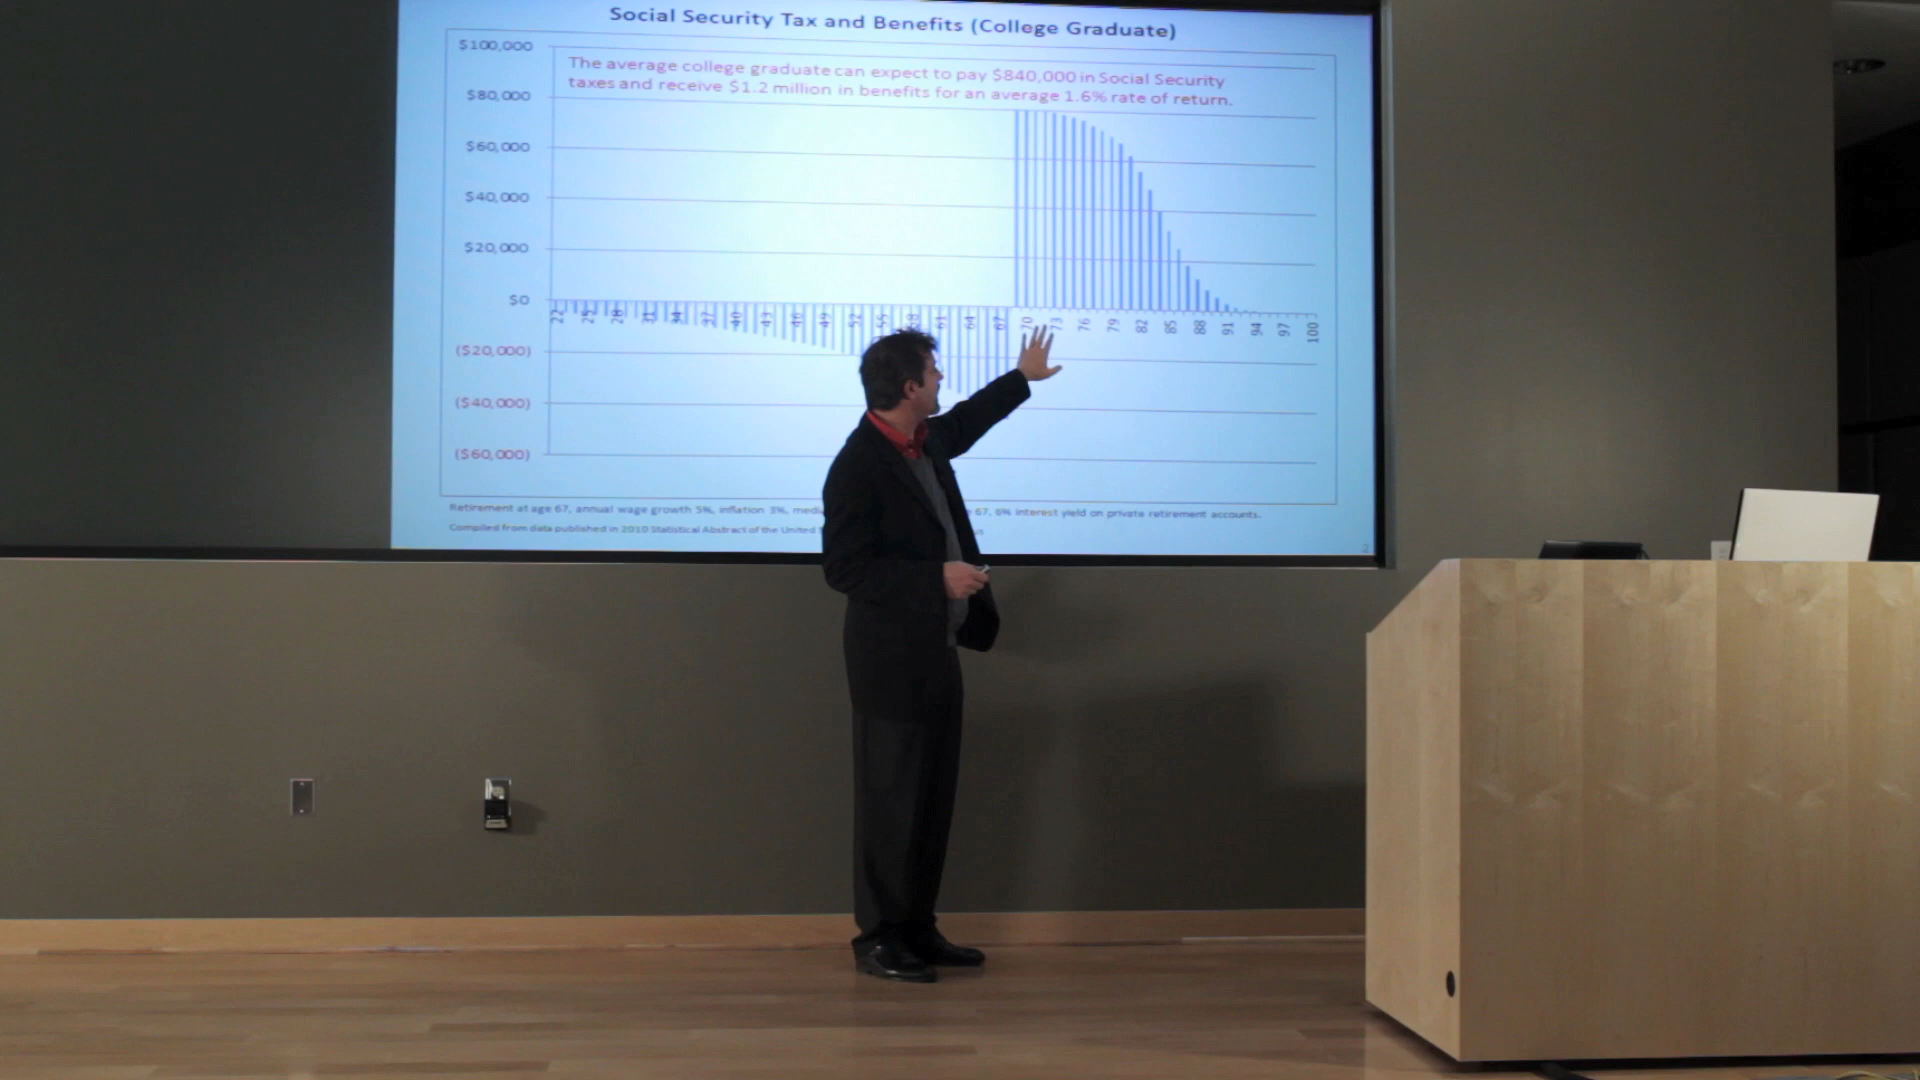 Social Security Tax and Benefits (College Graduate)
$100,000
The average college graduate can expect to pay $840,000 in Social Security
taxes and receive $1.2 million in benefits for an average 1.6% rate of return.
$80,000
$60,000
$40,000
$20,000
$0
22 25 28 31 34 37 40 43 46 49 52 55 58 61 64 67 70 73 76 79 82 85 88 91 94 97 100
($20,000)
($40,000)
($60,000)
Retirement at age 67, annual wage growth 5%, inflation 3%, 67, 6% interest yield on private retirement accounts.
Compiled from data published in 2010 Statistical Abstract of the United
2